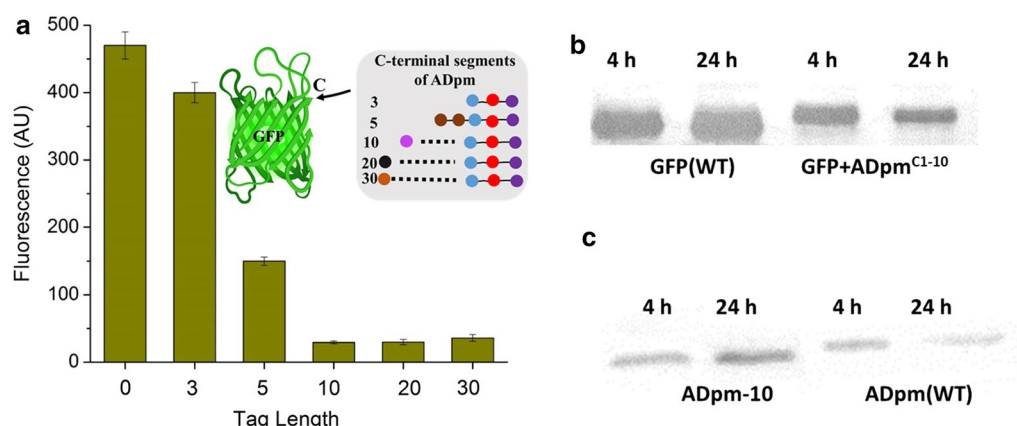 a
500
400
300
200
100
0
Fluorescence (AU)
0 3 5 10 20 30
Tag Length
GFP
C
C-terminal segments
of ADpm
3
5
10
20
30
b
4 h 24 h 4 h 24 h
GFP(WT) GFP+ADpmC1-10
c
4 h 24 h 4 h 24 h
ADpm-10 ADpm(WT)